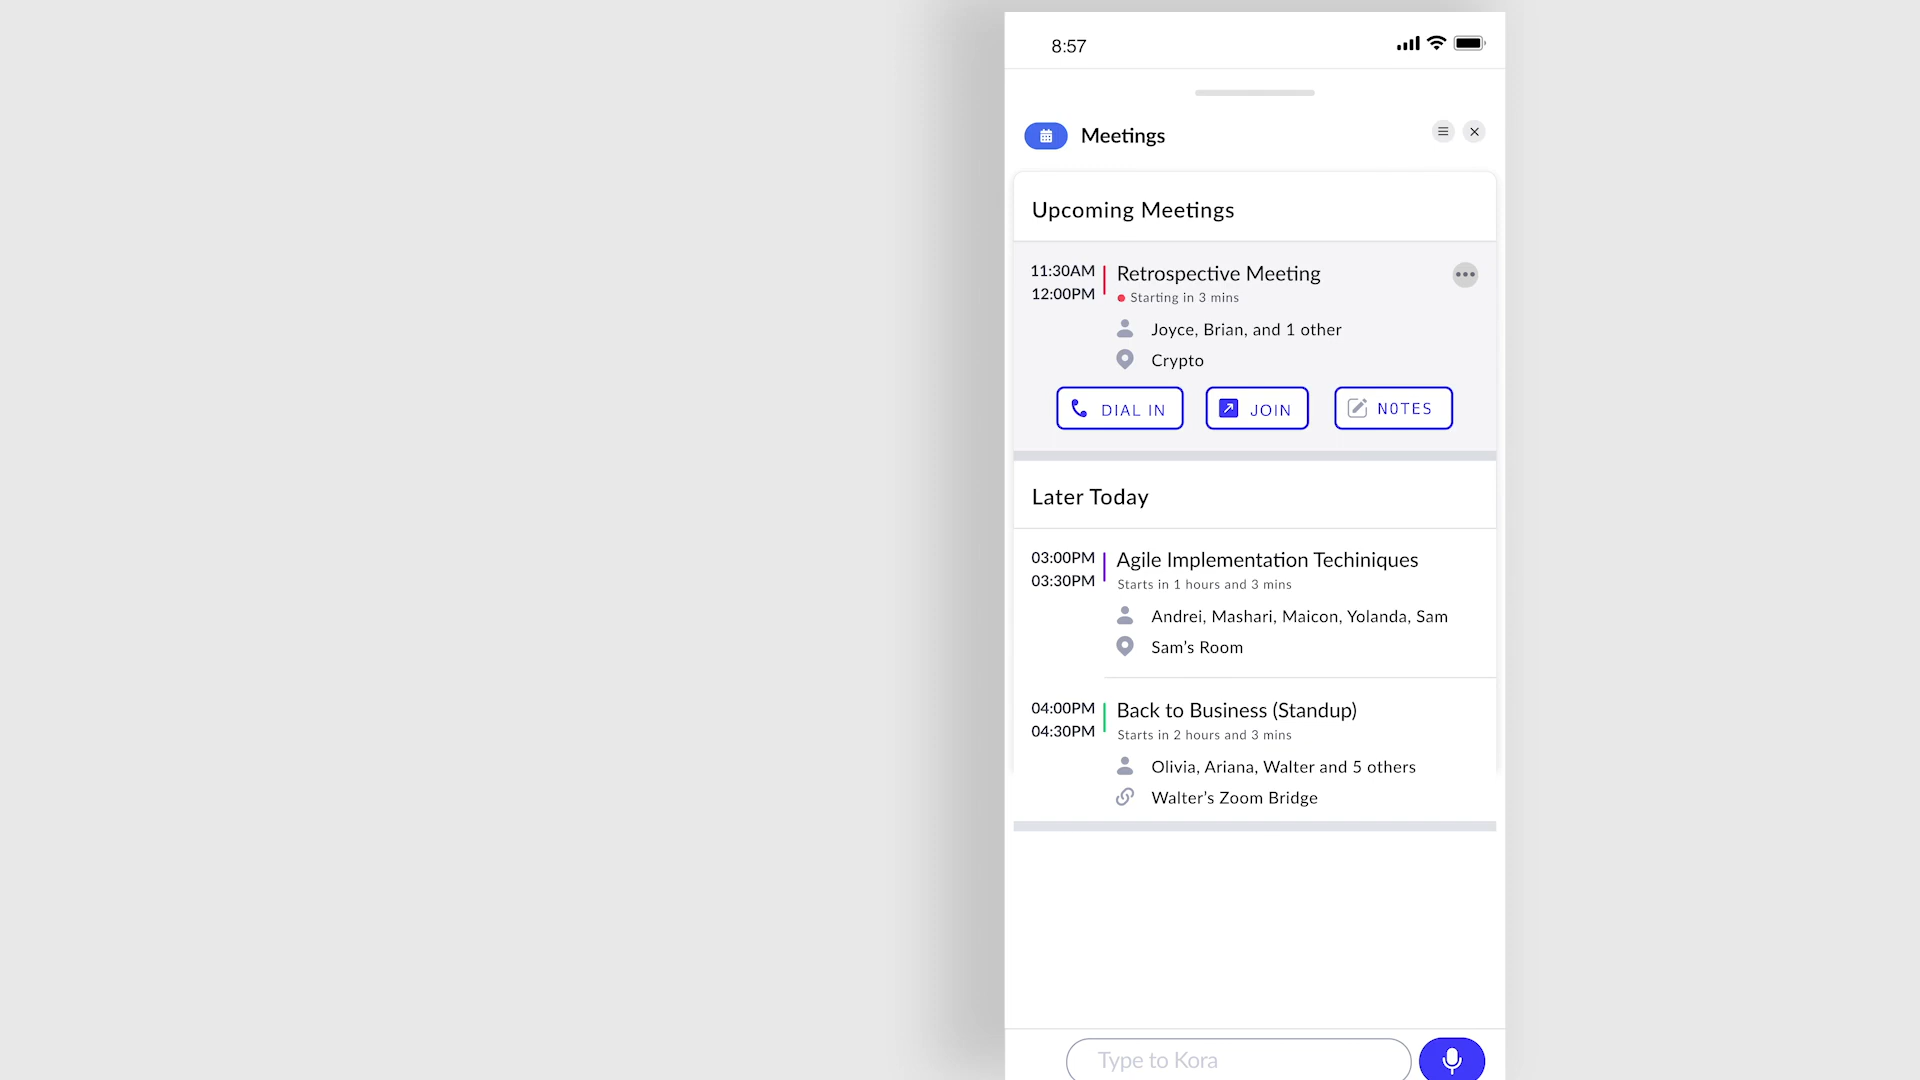 8:57
Meetings
Upcoming Meetings
11:30AM
12:00PM
Retrospective Meeting
Starting in 3 mins
Joyce, Brian, and 1 other
Crypto
DIAL IN
JOIN
NOTES
Later Today
03:00PM
03:30PM
Agile Implementation Techiniques
Starts in 1 hours and 3 mins
Andrei, Mashari, Maicon, Yolanda, Sam
Sam’s Room
04:00PM
04:30PM
Back to Business (Standup)
Starts in 2 hours and 3 mins
Olivia, Ariana, Walter and 5 others
Walter’s Zoom Bridge
Type to Kora